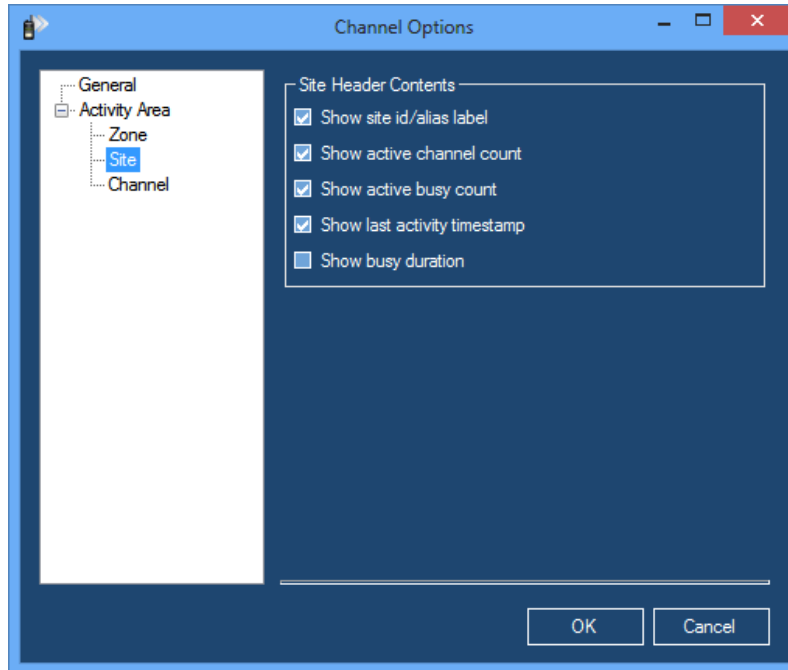 Channel Options
General
Activity Area
Zone
Site
Channel
Site Header Contents
Show site id/alias label
Show active channel count
Show active busy count
Show last activity timestamp
Show busy duration
OK
Cancel